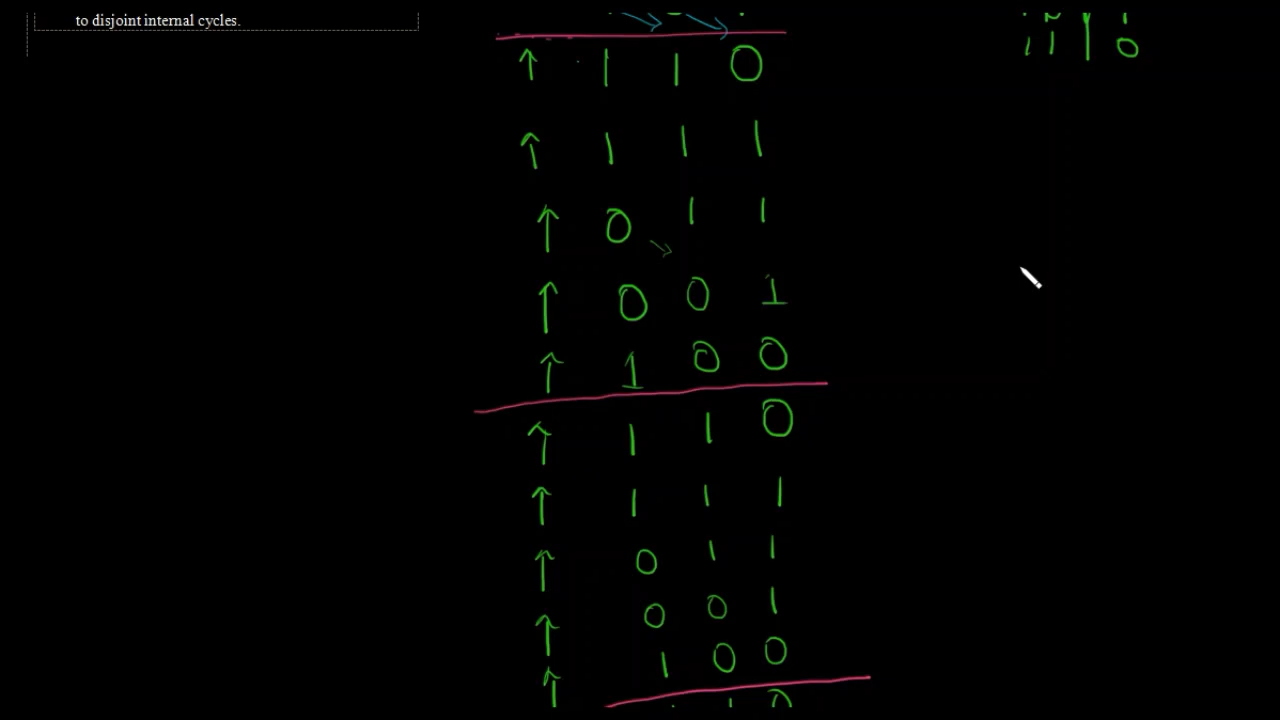 to disjoint internal cycles.
1 1 | 0
↑ 1 1 0
↑ 1 1 1
↑ 0 1 1
↑ 0 0 1
↑ 1 0 0
↑ 1 1 0
↑ 1 1 1
↑ 0 1 1
↑ 0 0 1
↑ 1 0 0
↑